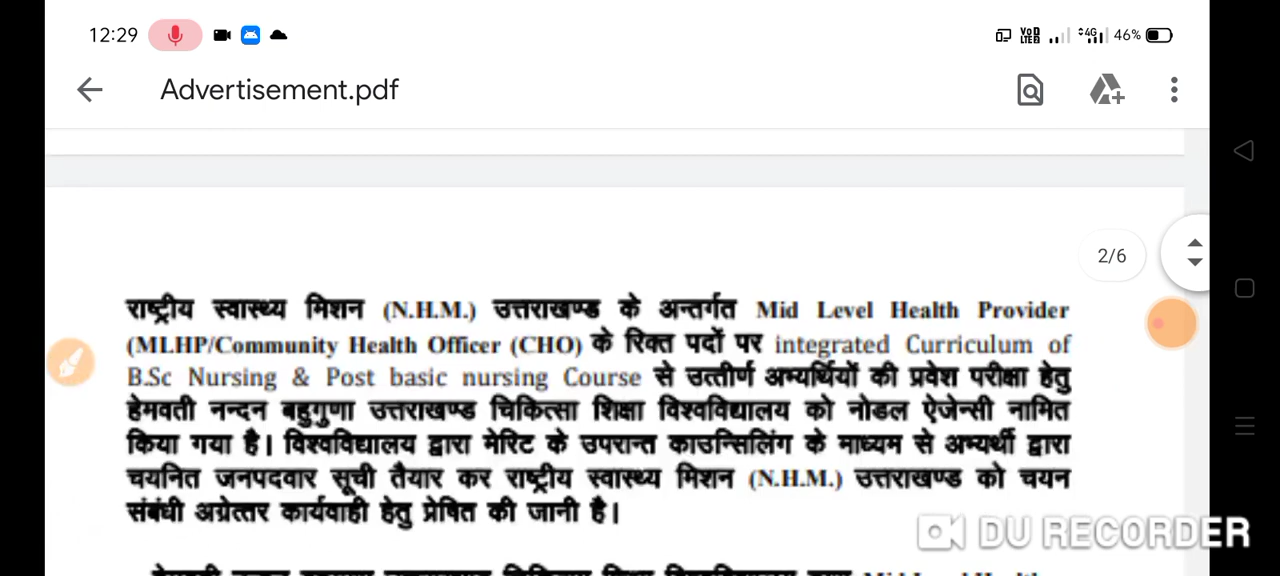 12:29
VoD LTE2 4G 46%
Advertisement.pdf
2/6
राष्ट्रीय स्वास्थ्य मिशन (N.H.M.) उत्तराखण्ड के अन्तर्गत Mid Level Health Provider
(MLHP/Community Health Officer (CHO) के रिक्त पदों पर integrated Curriculum of
B.Sc Nursing & Post basic nursing Course से उत्तीर्ण अभ्यर्थियों की प्रवेश परीक्षा हेतु
हेमवती नन्दन बहुगुणा उत्तराखण्ड चिकित्सा शिक्षा विश्वविद्यालय को नोडल ऐजेन्सी नामित
किया गया है। विश्वविद्यालय द्वारा मेरिट के उपरान्त काउन्सिलिंग के माध्यम से अभ्यर्थी द्वारा
चयनित जनपदवार सूची तैयार कर राष्ट्रीय स्वास्थ्य मिशन (N.H.M.) उत्तराखण्ड को चयन
संबंधी अग्रेत्तर कार्यवाही हेतु प्रेषित की जानी है।
DU RECORDER